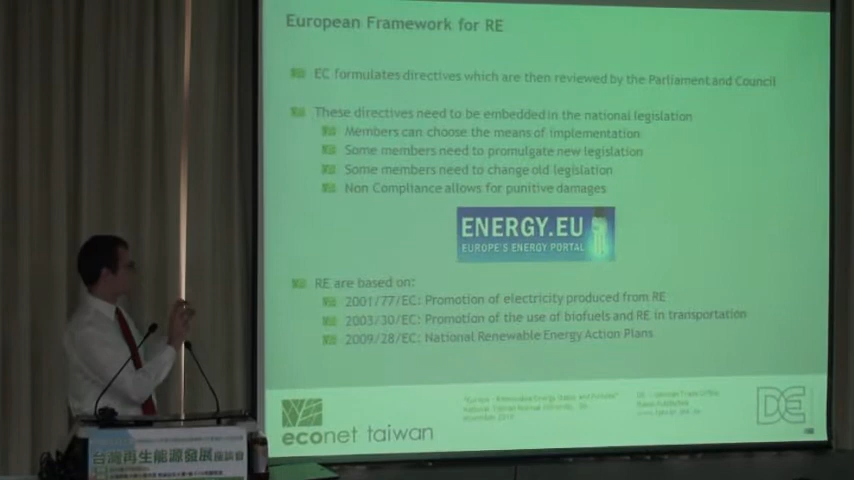 European Framework for RE
EC formulates directives which are then reviewed by the Parliament and Council
These directives need to be embedded in the national legislation
Members can choose the means of implementation
Some members need to promulgate new legislation
Some members need to change old legislation
Non Compliance allows for punitive damages
ENERGY.EU
EUROPE'S ENERGY PORTAL
RE are based on:
2001/77/EC: Promotion of electricity produced from RE
2003/30/EC: Promotion of the use of biofuels and RE in transportation
2009/28/EC: National Renewable Energy Action Plans
econet taiwan
DE
台灣再生能源發展座談會